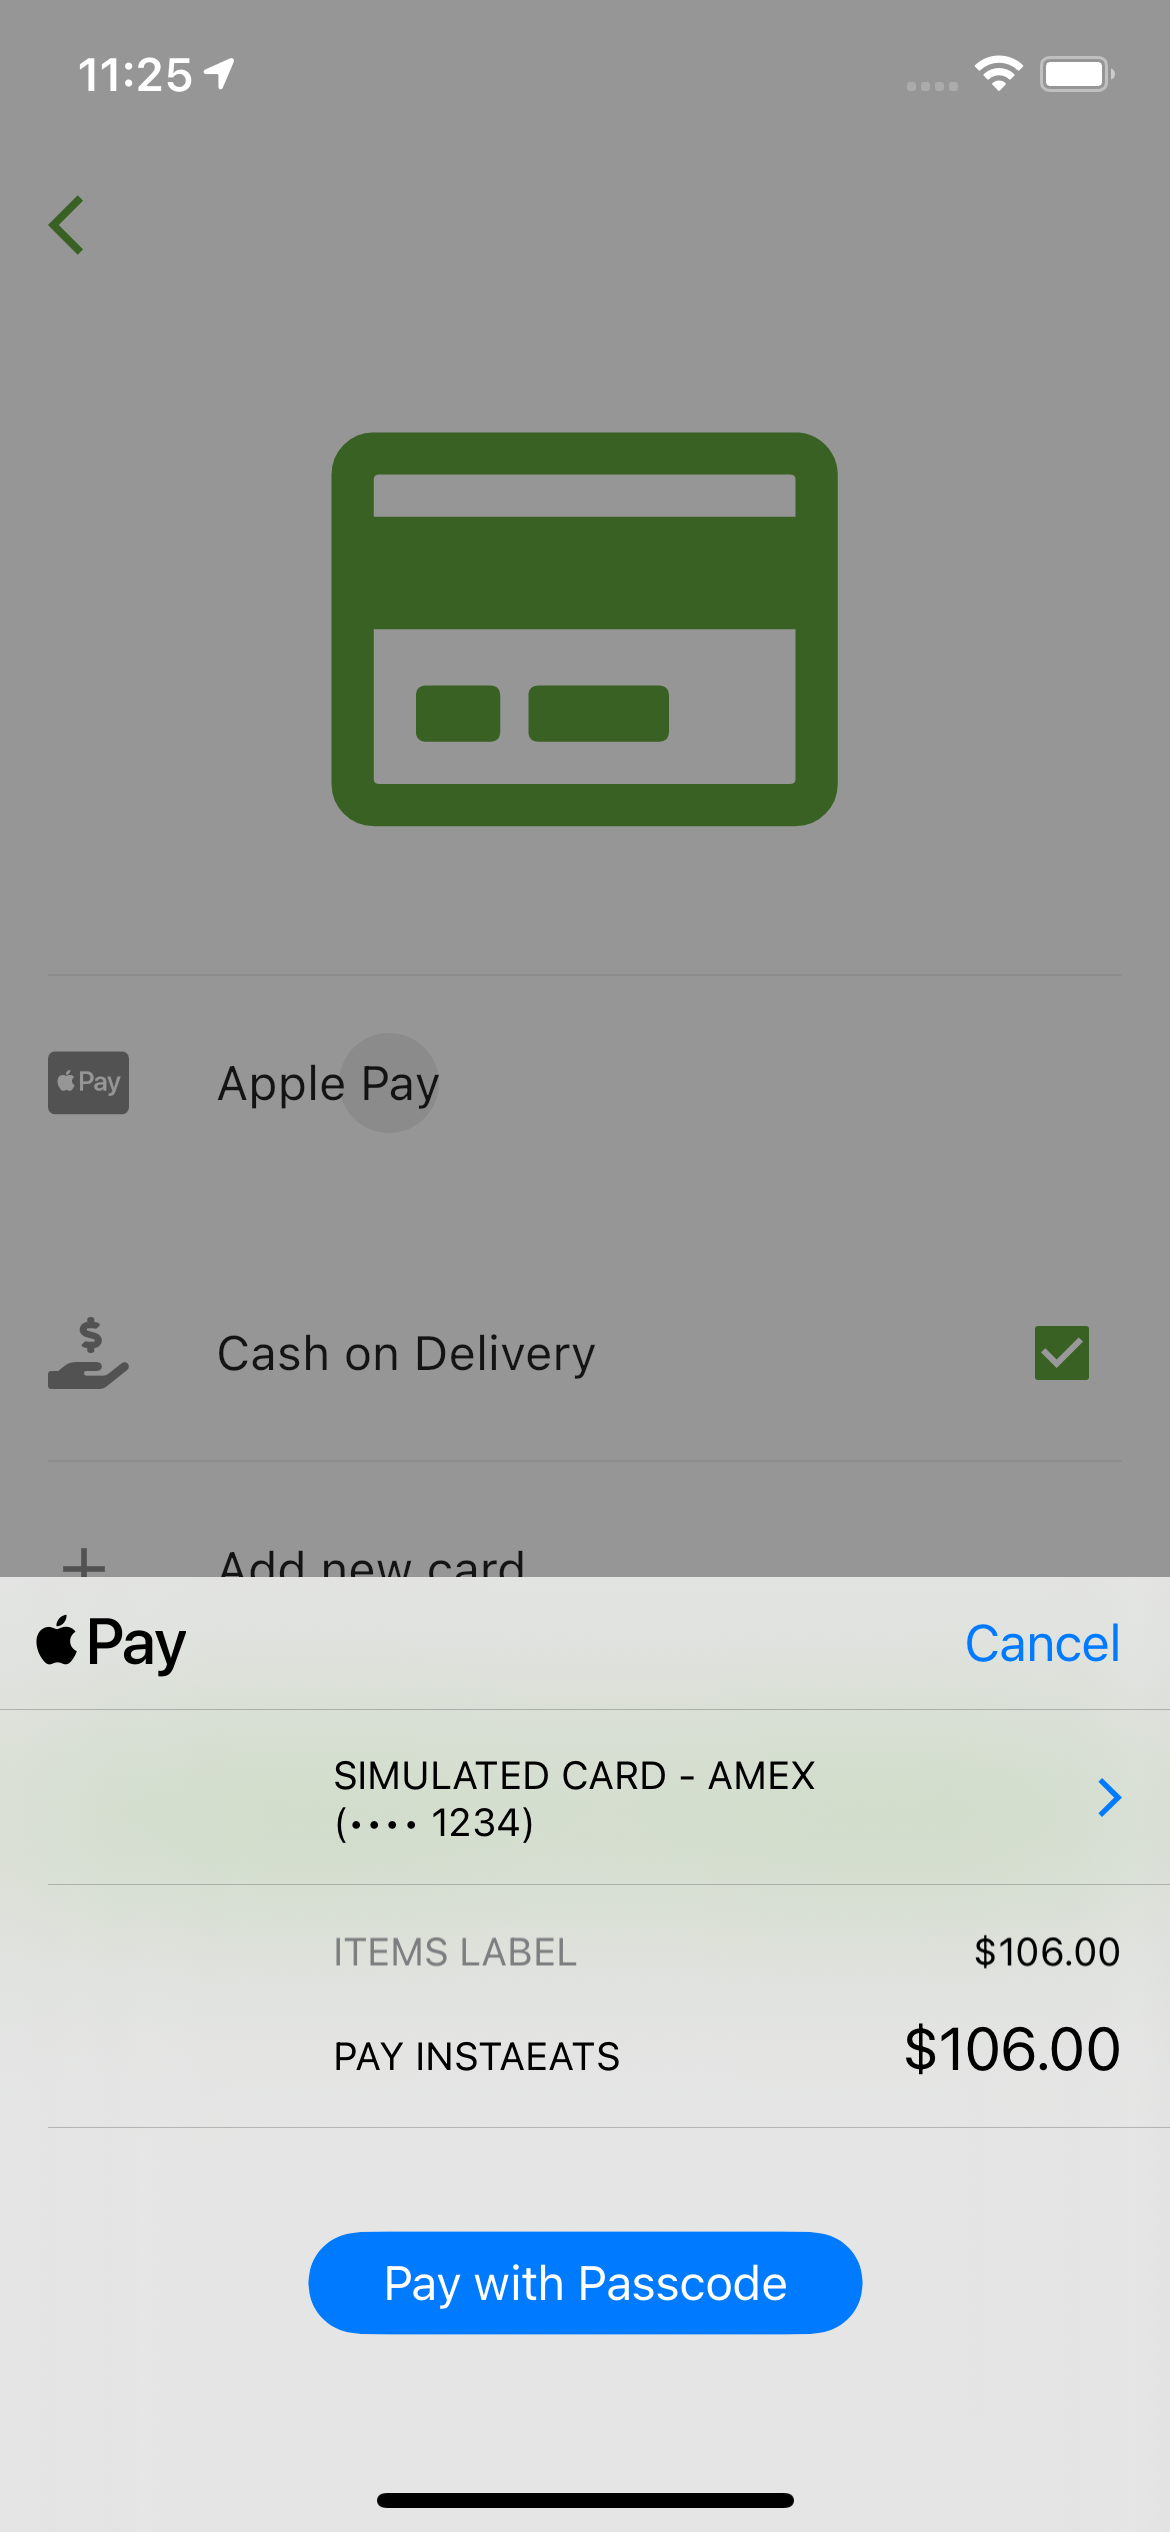 11:25
Pay
Apple Pay
$
Cash on Delivery
Add new card
Pay
Cancel
SIMULATED CARD - AMEX
(•••• 1234)
ITEMS LABEL
$106.00
PAY INSTAEATS
$106.00
Pay with Passcode